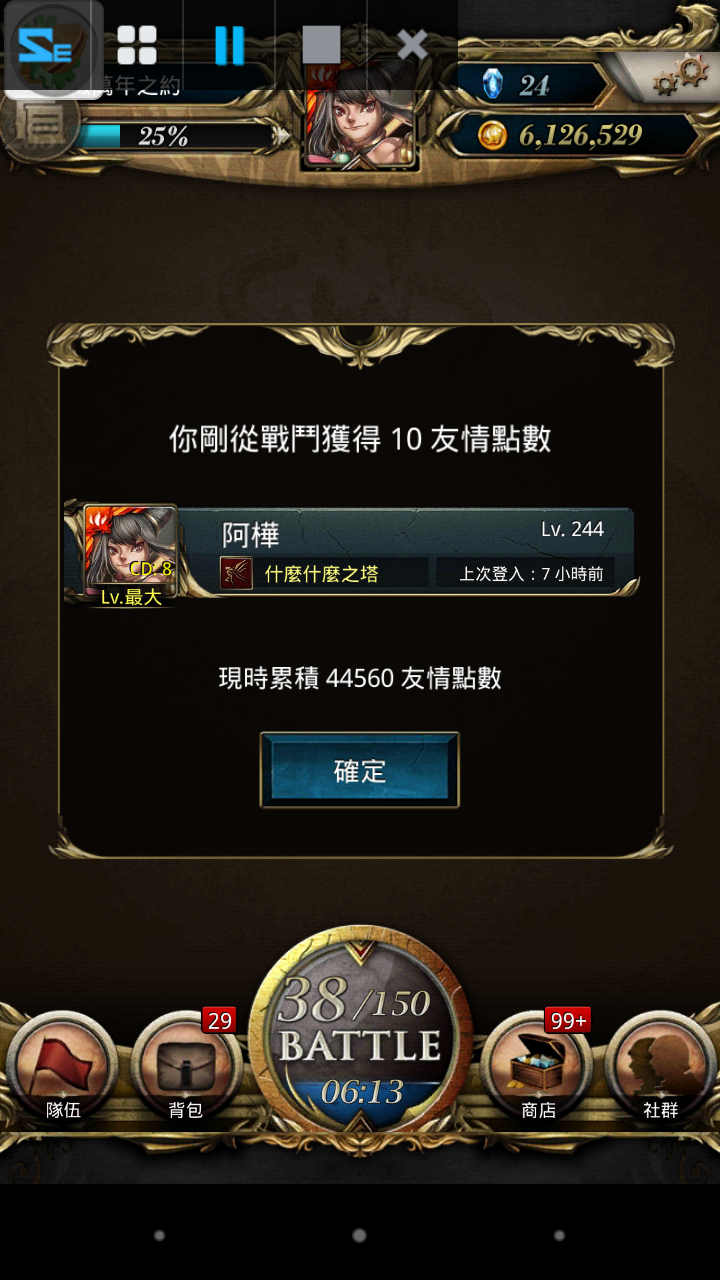 SE
萬年之約
24
25%
6,126,529
你剛從戰鬥獲得 10 友情點數
阿樺
Lv. 244
CD 8
什麼什麼之塔
上次登入：7 小時前
Lv.最大
現時累積 44560 友情點數
確定
38/150
29
99+
BATTLE
06:13
隊伍
背包
商店
社群